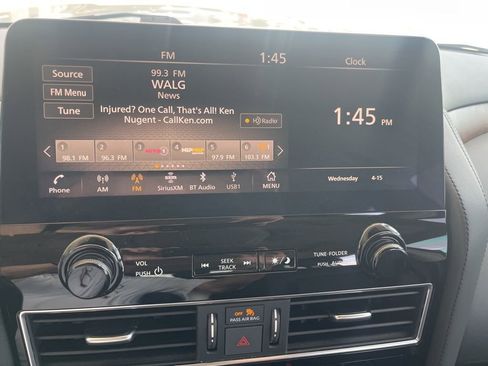 FM
1:45
Clock
Source
FM Menu
Tune
99.3 FM
WALG
News
Injured? One Call, That's All! Ken
Nugent - CallKen.com
HD Radio
1:45 PM
1
98.1 FM
2
96.3 FM
3
4
HIPHOP
5
97.9 FM
6
103.3 FM
Phone
AM
FM
SiriusXM
BT Audio
USB1
MENU
Wednesday 4-15
VOL
PUSH
SEEK
TRACK
TUNE-FOLDER
PUSH
OFF
PASS AIR BAG